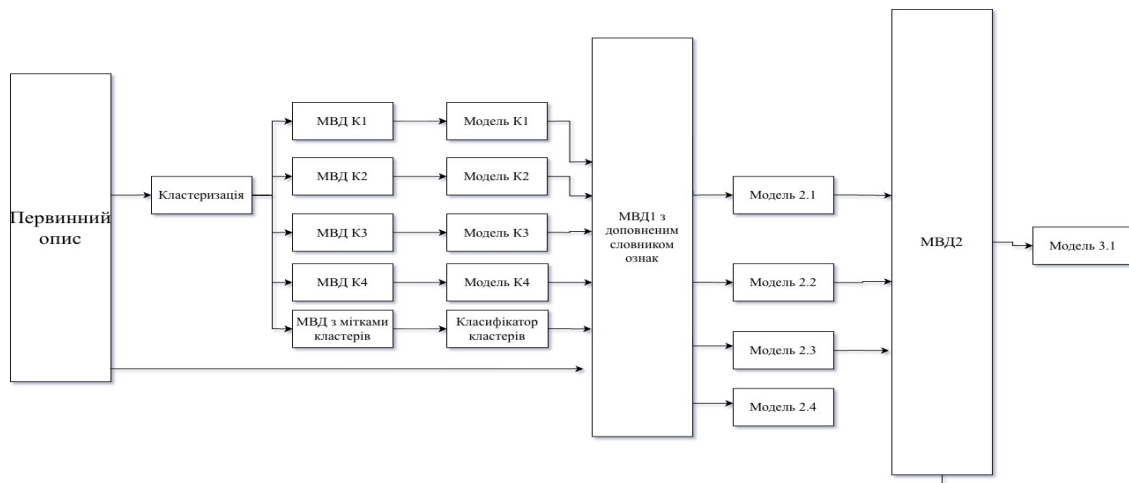 Первинний
опис
Кластеризація
МВД К1
МВД К2
МВД К3
МВД К4
МВД з мітками
кластерів
Модель К1
Модель К2
Модель К3
Модель К4
Класифікатор
кластерів
МВД1 з
доповненим
словником
ознак
Модель 2.1
Модель 2.2
Модель 2.3
Модель 2.4
МВД2
Модель 3.1